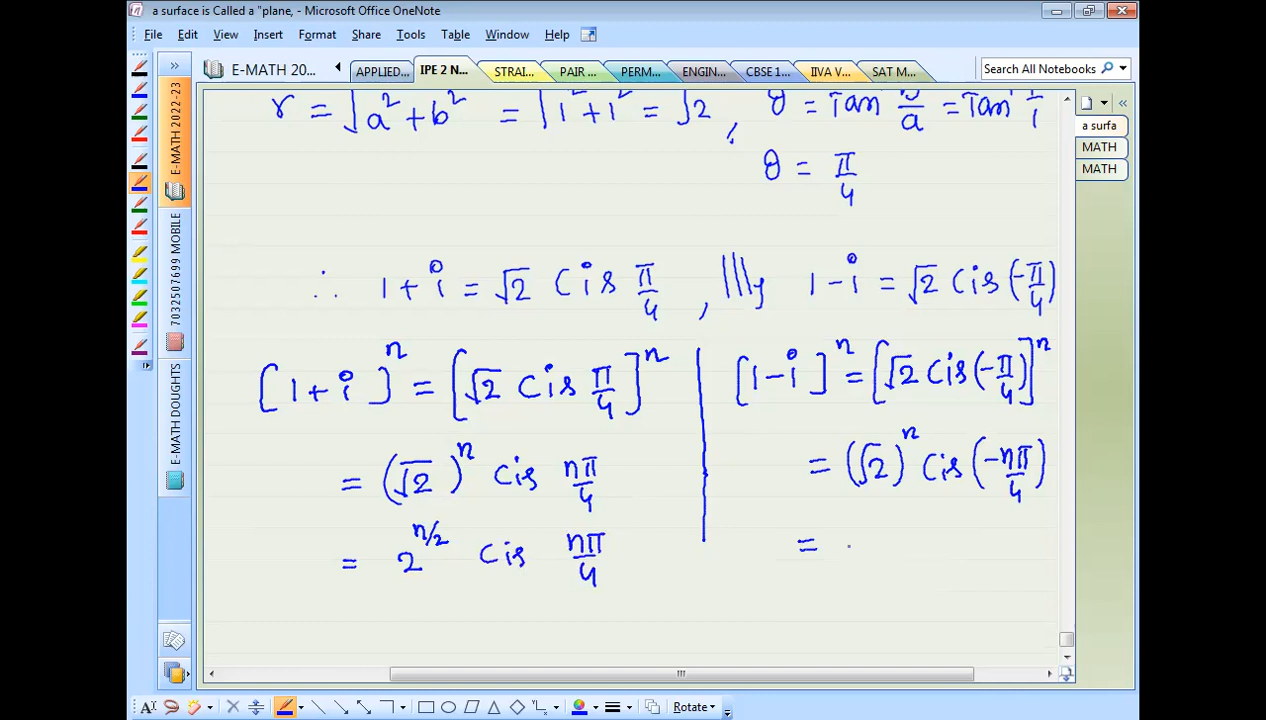 a surface is Called a "plane, - Microsoft Office OneNote
File Edit View Insert Format Share Tools Table Window Help
E-MATH 20... APPLIED... IPE 2 N... STRAI... PAIR ... PERM... ENGIN... CBSE 1... IIVA V... SAT M... Search All Notebooks
E-MATH 2022-23
7032507699 MOBILE
E-MATH DOUGHTS
a surfa
MATH
MATH
r = √a² + b² = √1² + 1² = √2 , θ = Tan⁻¹ b/a = Tan⁻¹ 1/1
θ = π/4
∴ 1 + i = √2 Cis π/4 , |||ly 1 - i = √2 Cis (-π/4)
[1 + i]ⁿ = [√2 Cis π/4]ⁿ
= (√2)ⁿ Cis nπ/4
= 2^n/2 Cis nπ/4
[1 - i]ⁿ = [√2 Cis (-π/4)]ⁿ
= (√2)ⁿ Cis (-nπ/4)
=
Rotate